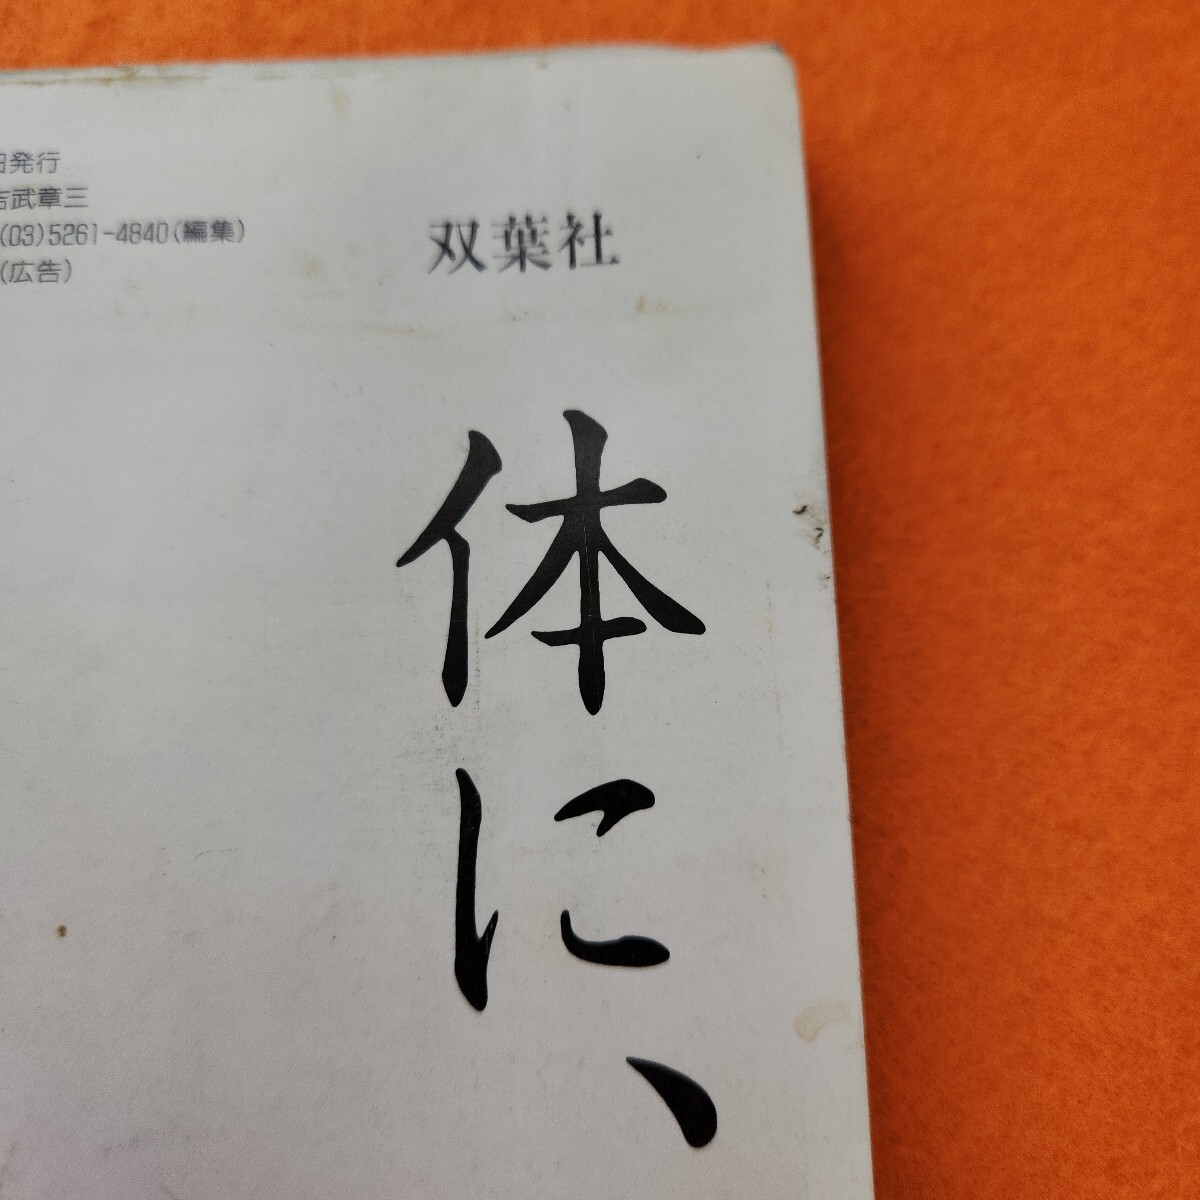 日発行
吉武章三
(03)5261-4840(編集)
(広告)
双葉社
体に、